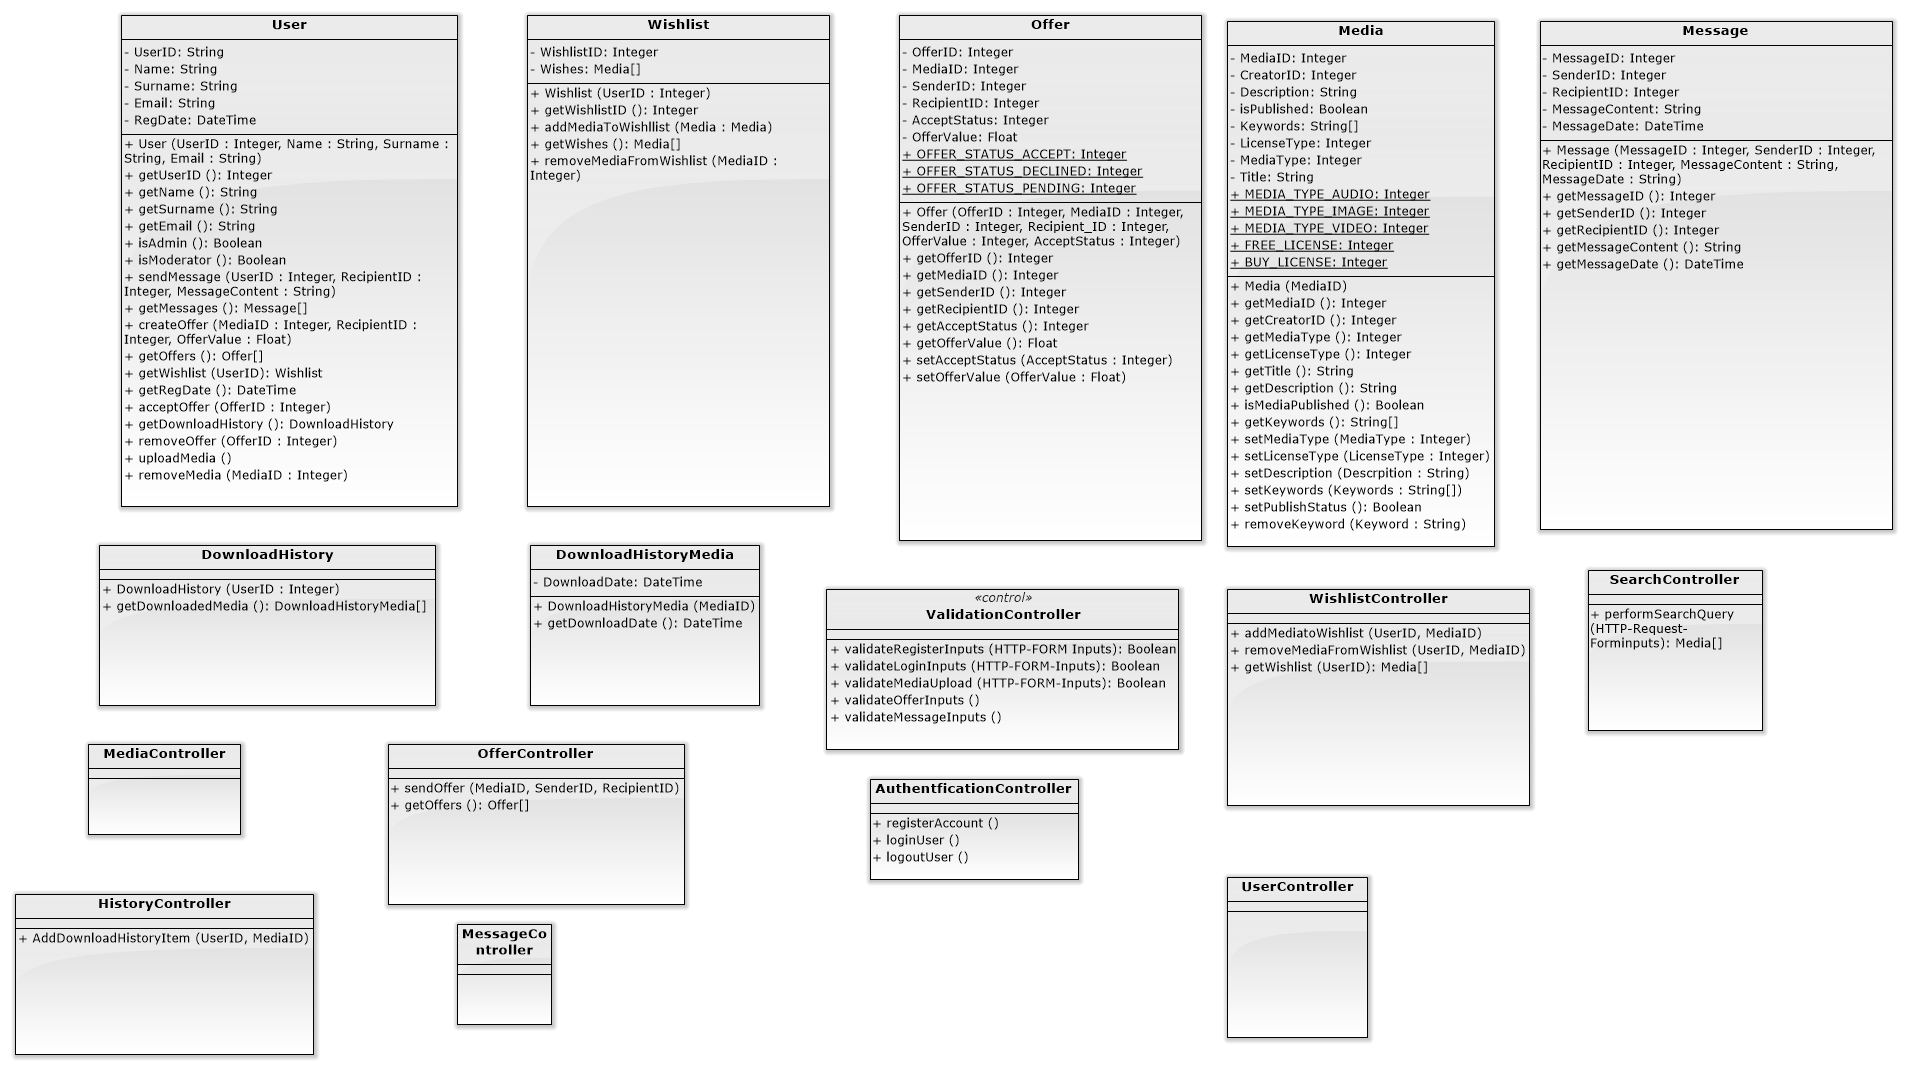 User
- UserID: String
- Name: String
- Surname: String
- Email: String
- RegDate: DateTime
+ User (UserID : Integer, Name : String, Surname :
String, Email : String)
+ getUserID (): Integer
+ getName (): String
+ getSurname (): String
+ getEmail (): String
+ isAdmin (): Boolean
+ isModerator (): Boolean
+ sendMessage (UserID : Integer, RecipientID :
Integer, MessageContent : String)
+ getMessages (): Message[]
+ createOffer (MediaID : Integer, RecipientID :
Integer, OfferValue : Float)
+ getOffers (): Offer[]
+ getWishlist (UserID): Wishlist
+ getRegDate (): DateTime
+ acceptOffer (OfferID : Integer)
+ getDownloadHistory (): DownloadHistory
+ removeOffer (OfferID : Integer)
+ uploadMedia ()
+ removeMedia (MediaID : Integer)
Wishlist
- WishlistID: Integer
- Wishes: Media[]
+ Wishlist (UserID : Integer)
+ getWishlistID (): Integer
+ addMediaToWishllist (Media : Media)
+ getWishes (): Media[]
+ removeMediaFromWishlist (MediaID :
Integer)
Offer
- OfferID: Integer
- MediaID: Integer
- SenderID: Integer
- RecipientID: Integer
- AcceptStatus: Integer
- OfferValue: Float
+ OFFER_STATUS_ACCEPT: Integer
+ OFFER_STATUS_DECLINED: Integer
+ OFFER_STATUS_PENDING: Integer
+ Offer (OfferID : Integer, MediaID : Integer,
SenderID : Integer, Recipient_ID : Integer,
OfferValue : Integer, AcceptStatus : Integer)
+ getOfferID (): Integer
+ getMediaID (): Integer
+ getSenderID (): Integer
+ getRecipientID (): Integer
+ getAcceptStatus (): Integer
+ getOfferValue (): Float
+ setAcceptStatus (AcceptStatus : Integer)
+ setOfferValue (OfferValue : Float)
Media
- MediaID: Integer
- CreatorID: Integer
- Description: String
- isPublished: Boolean
- Keywords: String[]
- LicenseType: Integer
- MediaType: Integer
- Title: String
+ MEDIA_TYPE_AUDIO: Integer
+ MEDIA_TYPE_IMAGE: Integer
+ MEDIA_TYPE_VIDEO: Integer
+ FREE_LICENSE: Integer
+ BUY_LICENSE: Integer
+ Media (MediaID)
+ getMediaID (): Integer
+ getCreatorID (): Integer
+ getMediaType (): Integer
+ getLicenseType (): Integer
+ getTitle (): String
+ getDescription (): String
+ isMediaPublished (): Boolean
+ getKeywords (): String[]
+ setMediaType (MediaType : Integer)
+ setLicenseType (LicenseType : Integer)
+ setDescription (Descrpition : String)
+ setKeywords (Keywords : String[])
+ setPublishStatus (): Boolean
+ removeKeyword (Keyword : String)
Message
- MessageID: Integer
- SenderID: Integer
- RecipientID: Integer
- MessageContent: String
- MessageDate: DateTime
+ Message (MessageID : Integer, SenderID : Integer,
RecipientID : Integer, MessageContent : String,
MessageDate : String)
+ getMessageID (): Integer
+ getSenderID (): Integer
+ getRecipientID (): Integer
+ getMessageContent (): String
+ getMessageDate (): DateTime
DownloadHistory
+ DownloadHistory (UserID : Integer)
+ getDownloadedMedia (): DownloadHistoryMedia[]
DownloadHistoryMedia
- DownloadDate: DateTime
+ DownloadHistoryMedia (MediaID)
+ getDownloadDate (): DateTime
«control»
ValidationController
+ validateRegisterInputs (HTTP-FORM Inputs): Boolean
+ validateLoginInputs (HTTP-FORM-Inputs): Boolean
+ validateMediaUpload (HTTP-FORM-Inputs): Boolean
+ validateOfferInputs ()
+ validateMessageInputs ()
WishlistController
+ addMediatoWishlist (UserID, MediaID)
+ removeMediaFromWishlist (UserID, MediaID)
+ getWishlist (UserID): Media[]
SearchController
+ performSearchQuery
(HTTP-Request-
Forminputs): Media[]
MediaController
OfferController
+ sendOffer (MediaID, SenderID, RecipientID)
+ getOffers (): Offer[]
AuthentficationController
+ registerAccount ()
+ loginUser ()
+ logoutUser ()
HistoryController
+ AddDownloadHistoryItem (UserID, MediaID)
MessageCo
ntroller
UserController